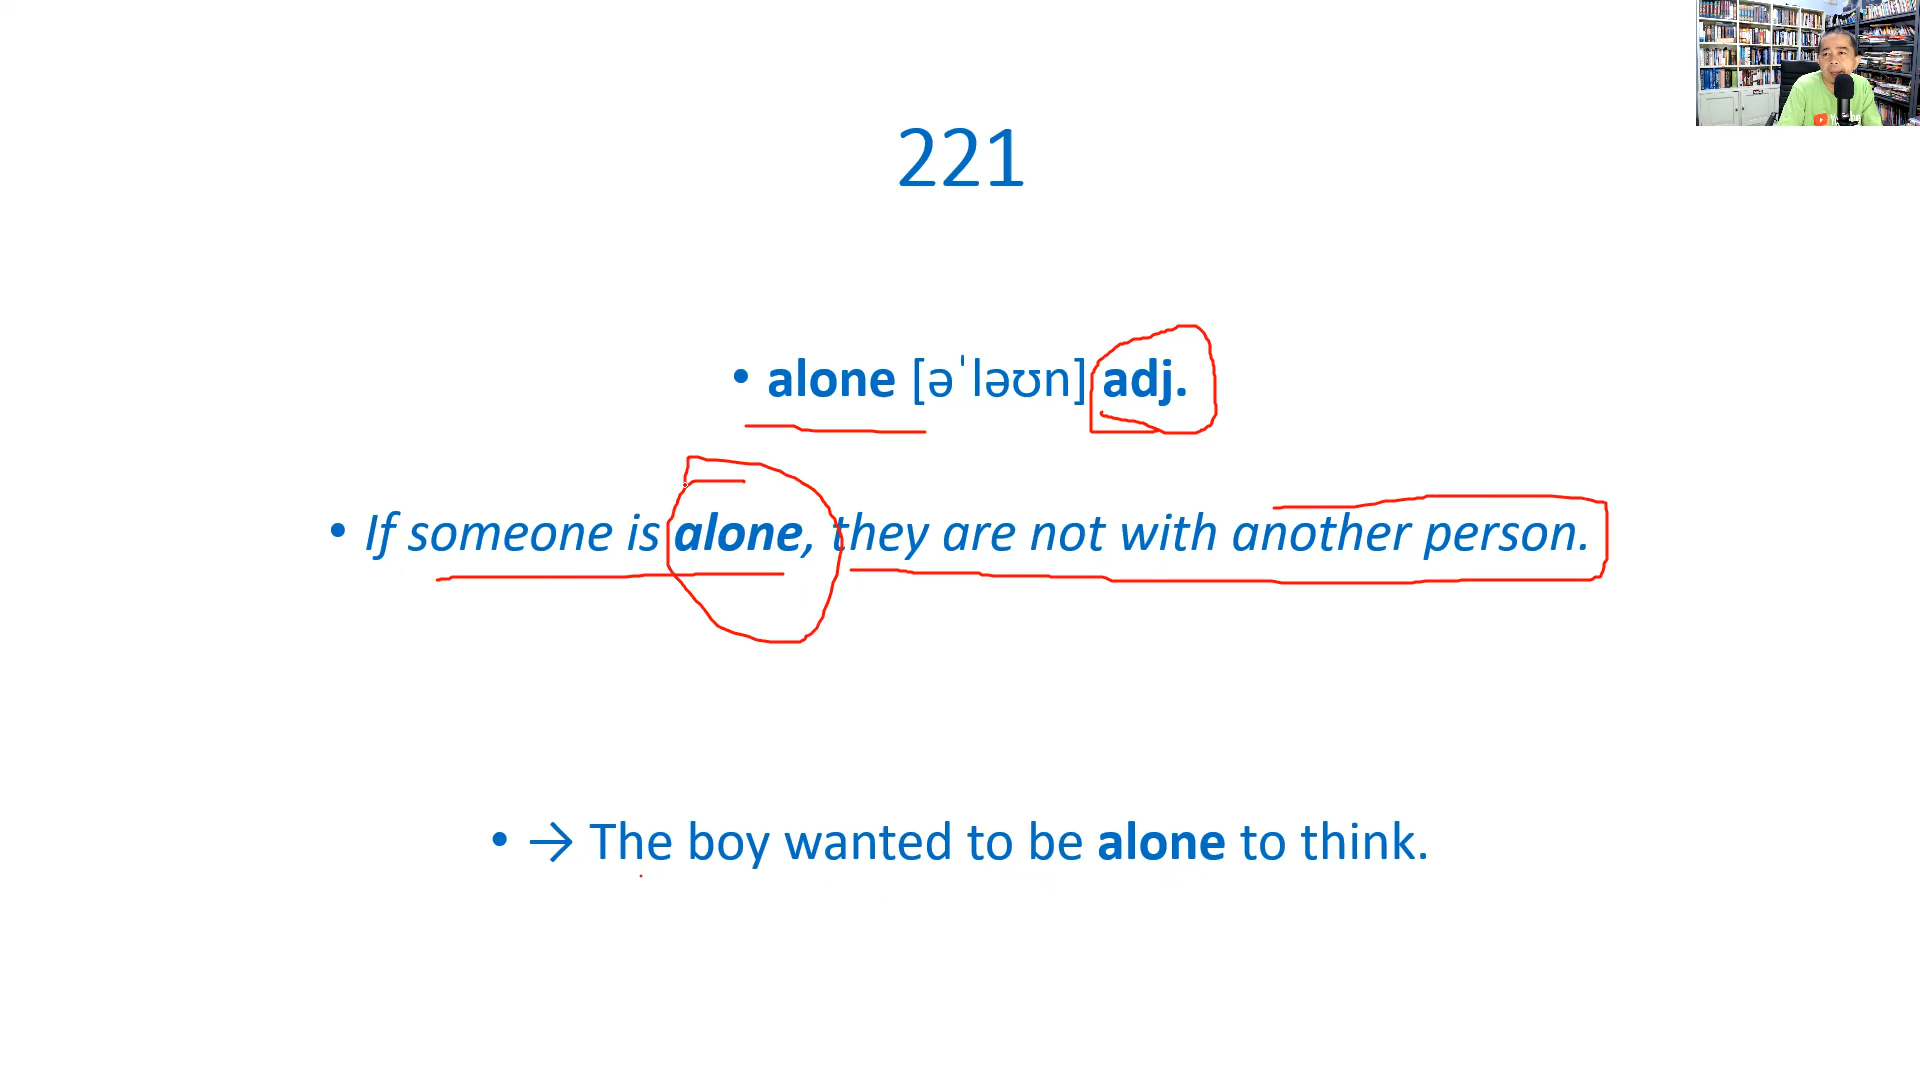 221
• alone [əˈləʊn] adj.
• If someone is alone, they are not with another person.
• → The boy wanted to be alone to think.